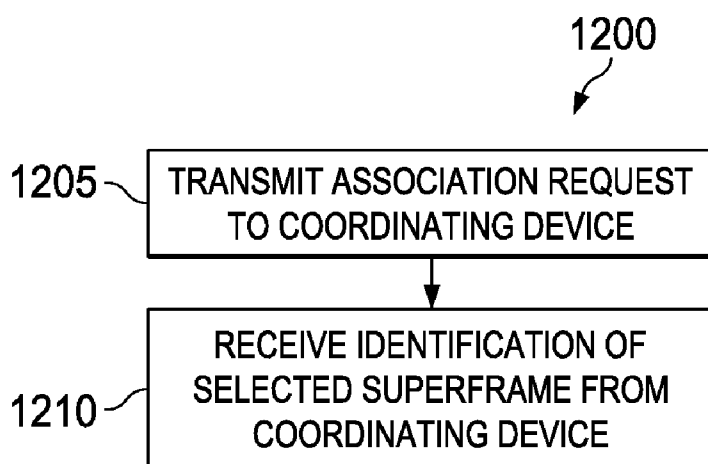 1200
1205
TRANSMIT ASSOCIATION REQUEST
TO COORDINATING DEVICE
1210
RECEIVE IDENTIFICATION OF
SELECTED SUPERFRAME FROM
COORDINATING DEVICE